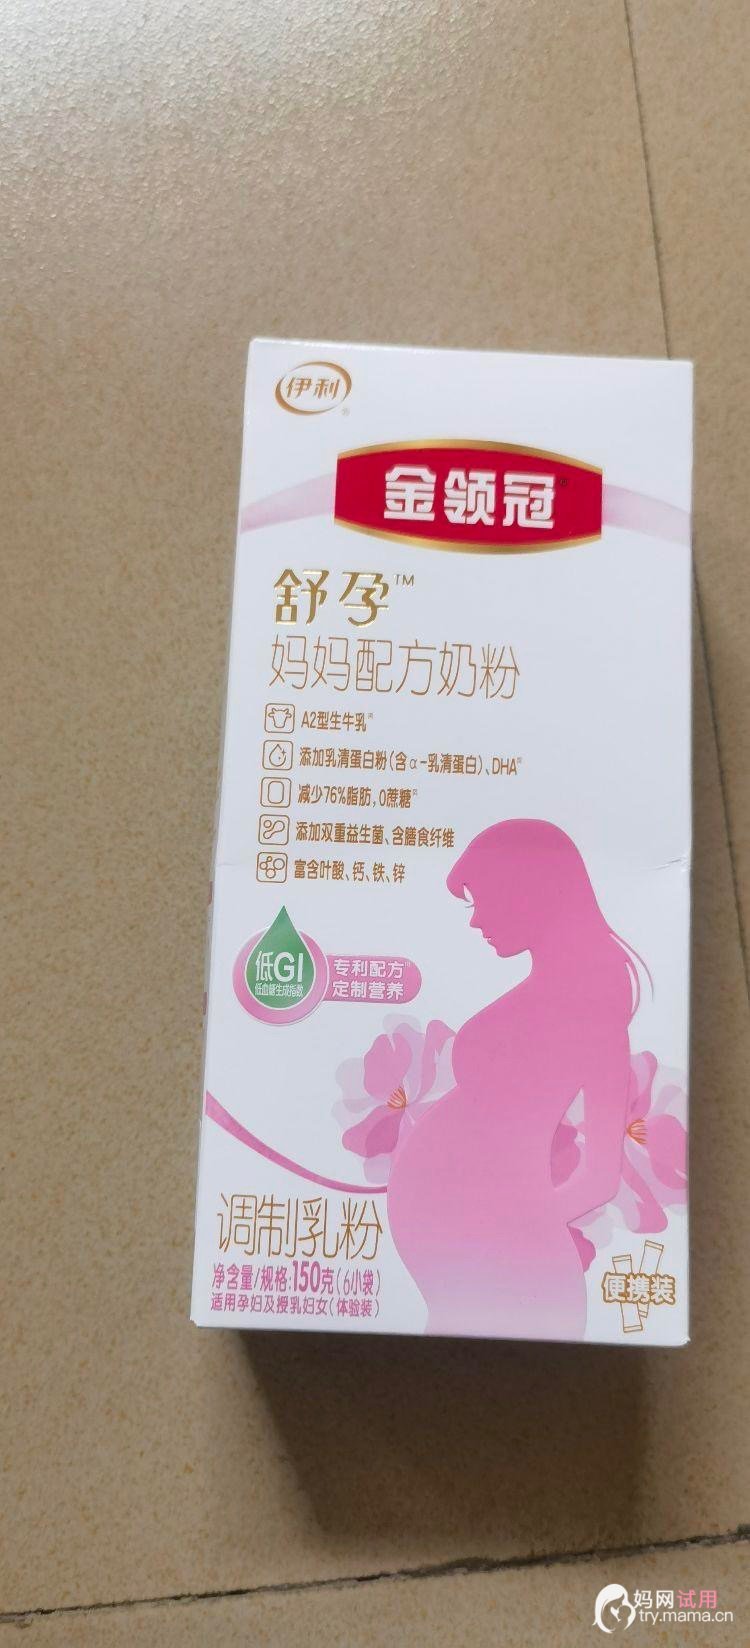 伊利
®
金领冠
舒孕™
妈妈配方奶粉
A2型生牛乳
添加乳清蛋白粉(含α-乳清蛋白)、DHA
减少76%脂肪,0蔗糖
添加双重益生菌、含膳食纤维
富含叶酸、钙、铁、锌
低GI
低血糖生成指数
专利配方
定制营养
调制乳粉
净含量/规格:150克(6小袋)
适用孕妇及授乳妇女(体验装)
便携装
妈网试用
try.mama.cn